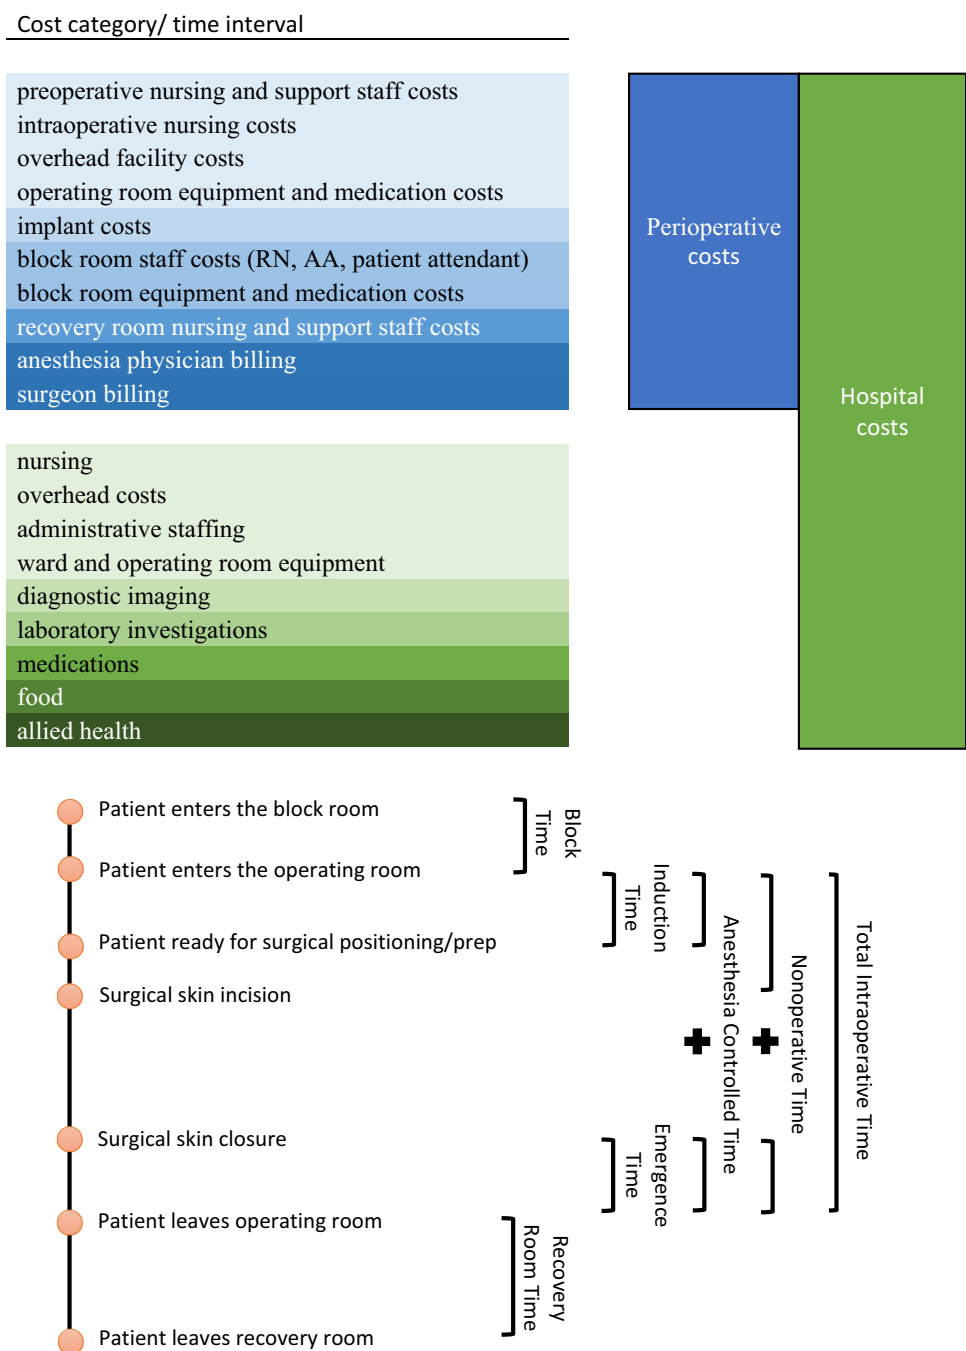 Cost category/ time interval
preoperative nursing and support staff costs
intraoperative nursing costs
overhead facility costs
operating room equipment and medication costs
implant costs
block room staff costs (RN, AA, patient attendant)
block room equipment and medication costs
recovery room nursing and support staff costs
anesthesia physician billing
surgeon billing
Perioperative
costs
Hospital
costs
nursing
overhead costs
administrative staffing
ward and operating room equipment
diagnostic imaging
laboratory investigations
medications
food
allied health
Patient enters the block room
Patient enters the operating room
Patient ready for surgical positioning/prep
Surgical skin incision
Surgical skin closure
Patient leaves operating room
Patient leaves recovery room
Block
Time
Induction
Time
Anesthesia Controlled Time
Nonoperative Time
Total Intraoperative Time
Emergence
Time
Recovery
Room Time